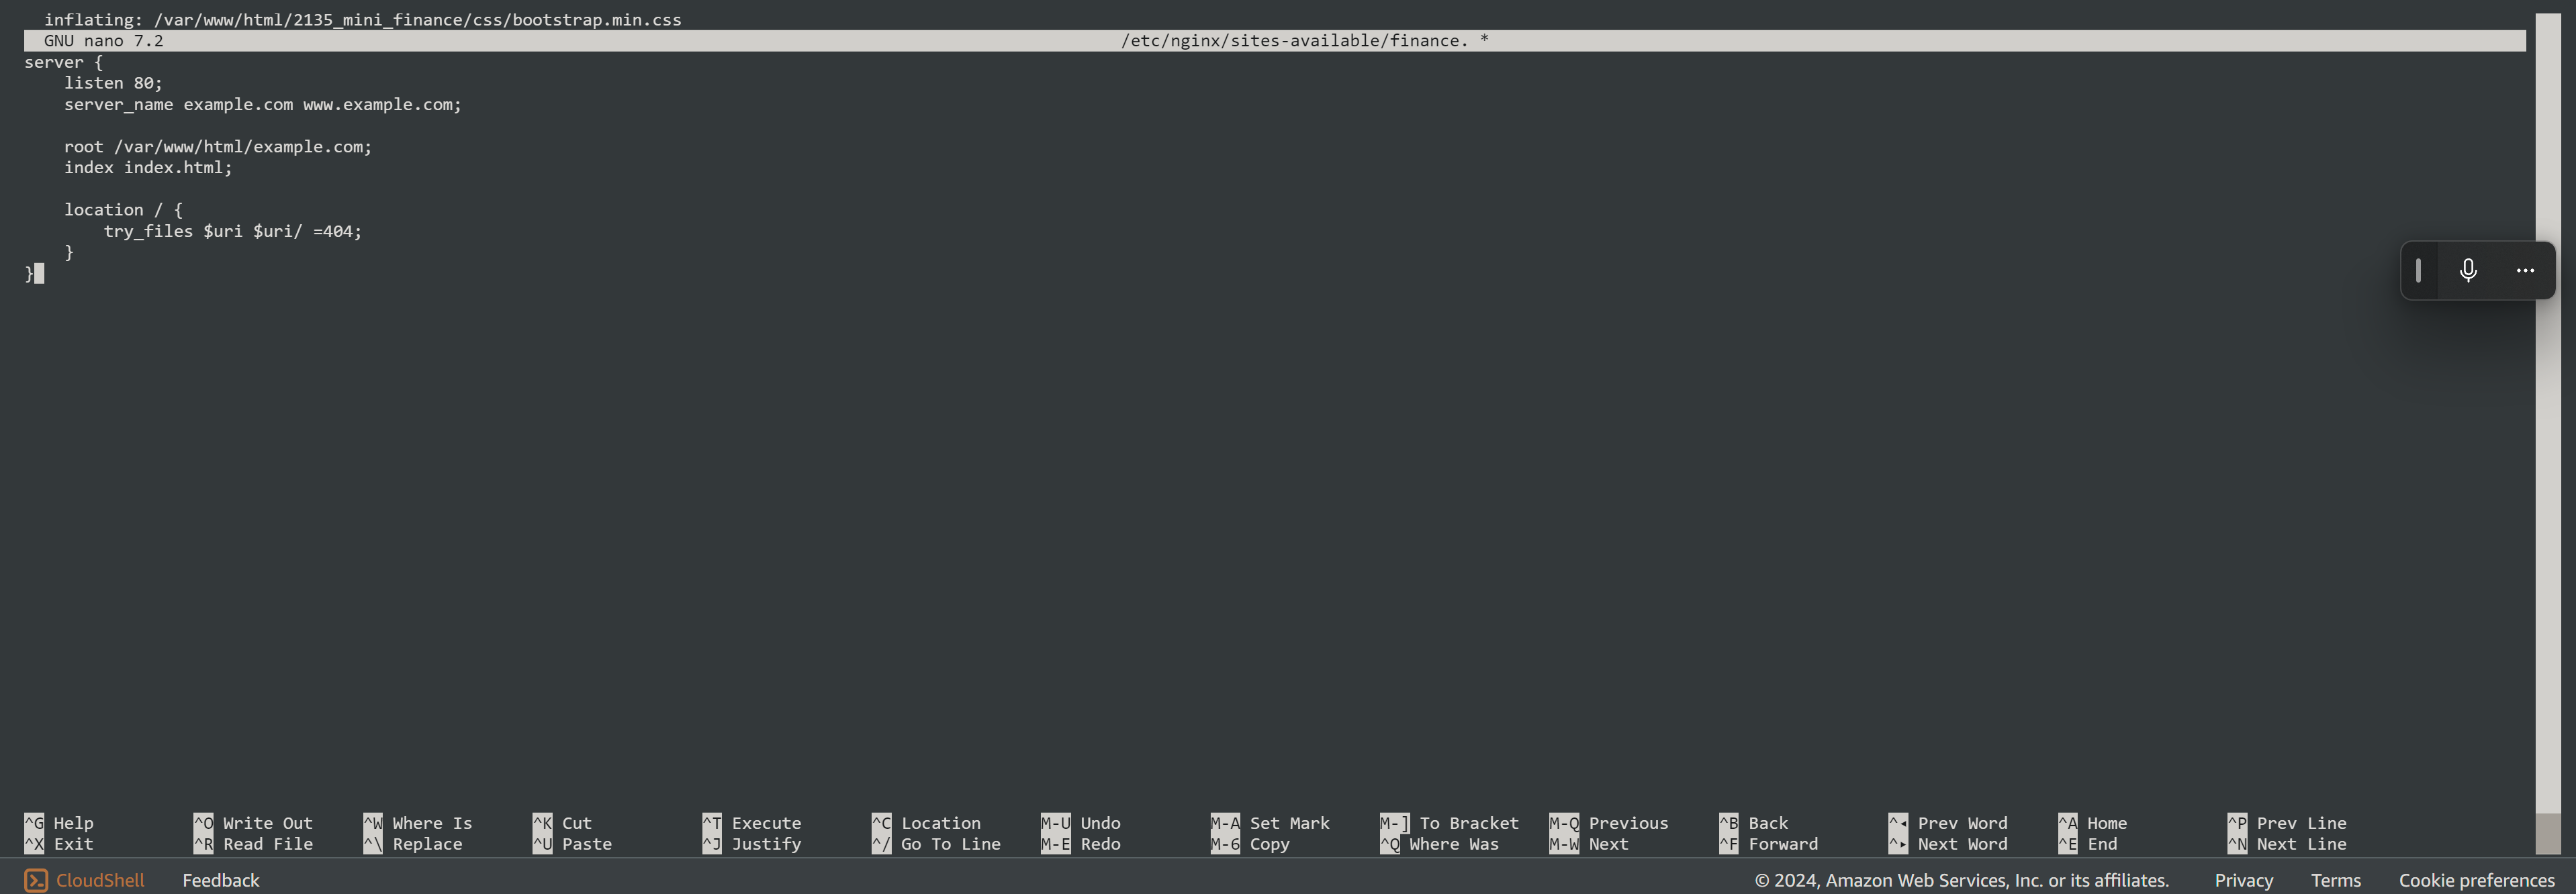 inflating: /var/www/html/2135_mini_finance/css/bootstrap.min.css
GNU nano 7.2 /etc/nginx/sites-available/finance. *
server {
    listen 80;
    server_name example.com www.example.com;

    root /var/www/html/example.com;
    index index.html;

    location / {
        try_files $uri $uri/ =404;
    }
}
^G Help ^O Write Out ^W Where Is ^K Cut ^T Execute ^C Location M-U Undo M-A Set Mark M-] To Bracket M-Q Previous ^B Back ^◂ Prev Word ^A Home ^P Prev Line
^X Exit ^R Read File ^\ Replace ^U Paste ^J Justify ^/ Go To Line M-E Redo M-6 Copy ^Q Where Was M-W Next ^F Forward ^▸ Next Word ^E End ^N Next Line
CloudShell Feedback © 2024, Amazon Web Services, Inc. or its affiliates. Privacy Terms Cookie preferences